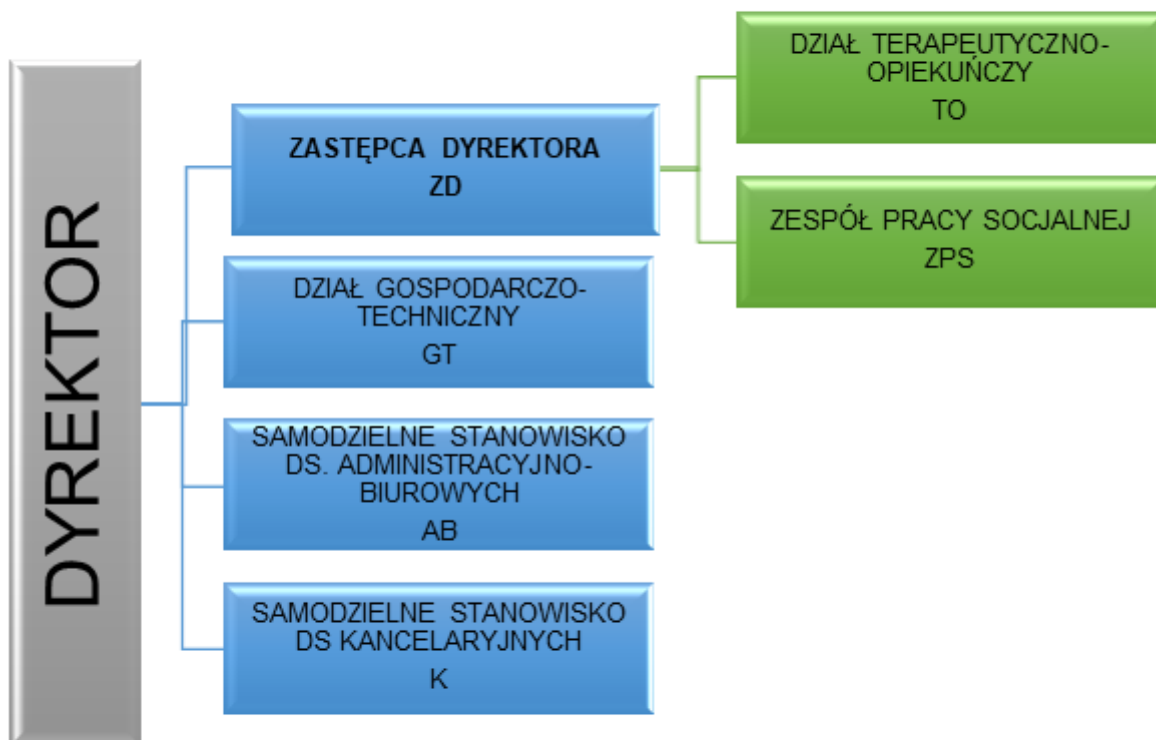 DYREKTOR
ZASTĘPCA DYREKTORA
ZD
DZIAŁ GOSPODARCZO-
TECHNICZNY
GT
SAMODZIELNE STANOWISKO
DS. ADMINISTRACYJNO-
BIUROWYCH
AB
SAMODZIELNE STANOWISKO
DS KANCELARYJNYCH
K
DZIAŁ TERAPEUTYCZNO-
OPIEKUŃCZY
TO
ZESPÓŁ PRACY SOCJALNEJ
ZPS